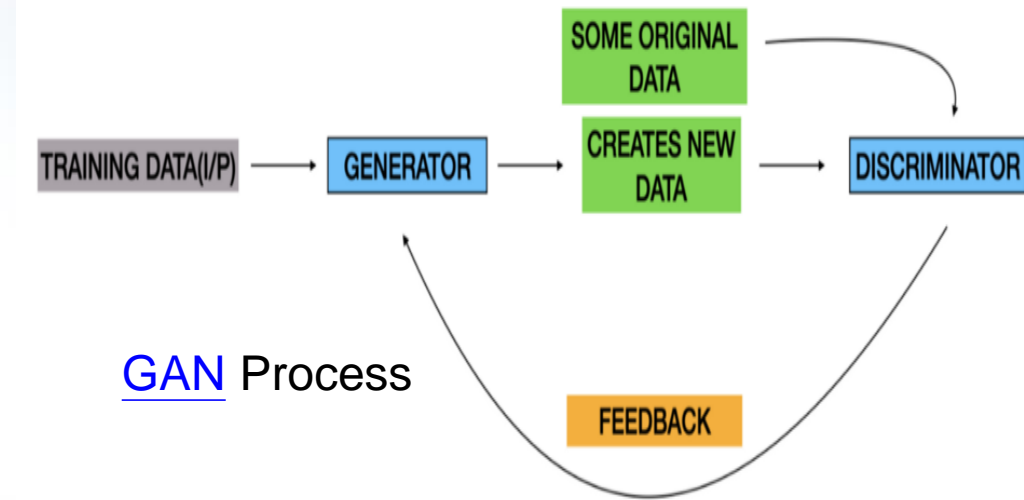 SOME ORIGINAL
DATA
TRAINING DATA(I/P)
GENERATOR
CREATES NEW
DATA
DISCRIMINATOR
GAN Process
FEEDBACK